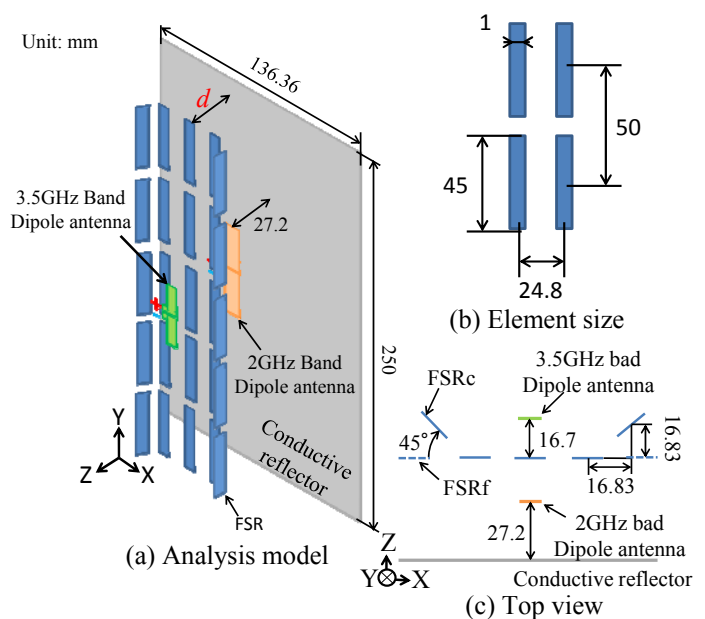 Unit: mm
136.36
d
3.5GHz Band
Dipole antenna
27.2
250
2GHz Band
Dipole antenna
Conductive
reflector
FSR
Y
Z
X
(a) Analysis model
1
50
45
24.8
(b) Element size
3.5GHz bad
Dipole antenna
FSRc
45°
16.7
16.83
FSRf
16.83
27.2
2GHz bad
Dipole antenna
Z
Y
X
Conductive reflector
(c) Top view